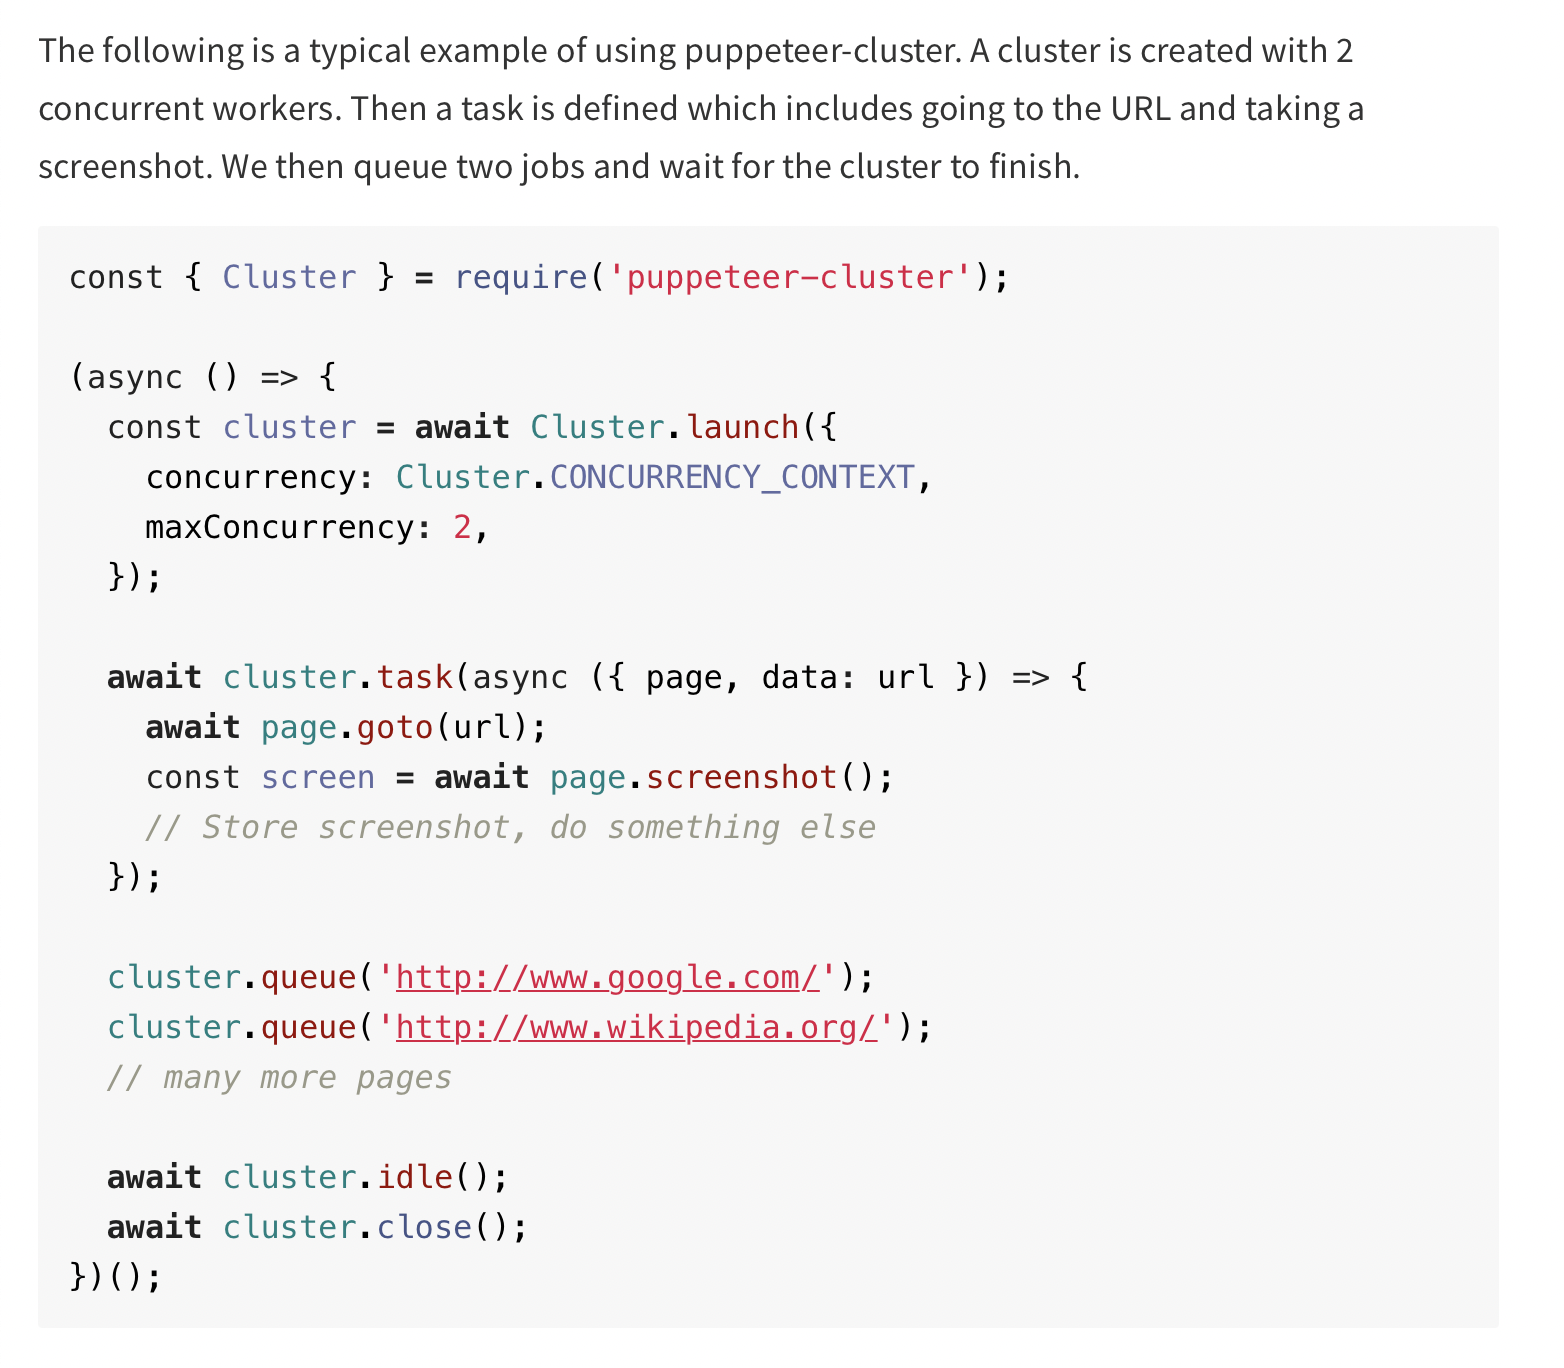 The following is a typical example of using puppeteer-cluster. A cluster is created with 2
concurrent workers. Then a task is defined which includes going to the URL and taking a
screenshot. We then queue two jobs and wait for the cluster to finish.
const { Cluster } = require('puppeteer-cluster');
(async () => {
  const cluster = await Cluster.launch({
    concurrency: Cluster.CONCURRENCY_CONTEXT,
    maxConcurrency: 2,
  });
  await cluster.task(async ({ page, data: url }) => {
    await page.goto(url);
    const screen = await page.screenshot();
    // Store screenshot, do something else
  });
  cluster.queue('http://www.google.com/');
  cluster.queue('http://www.wikipedia.org/');
  // many more pages
  await cluster.idle();
  await cluster.close();
})();